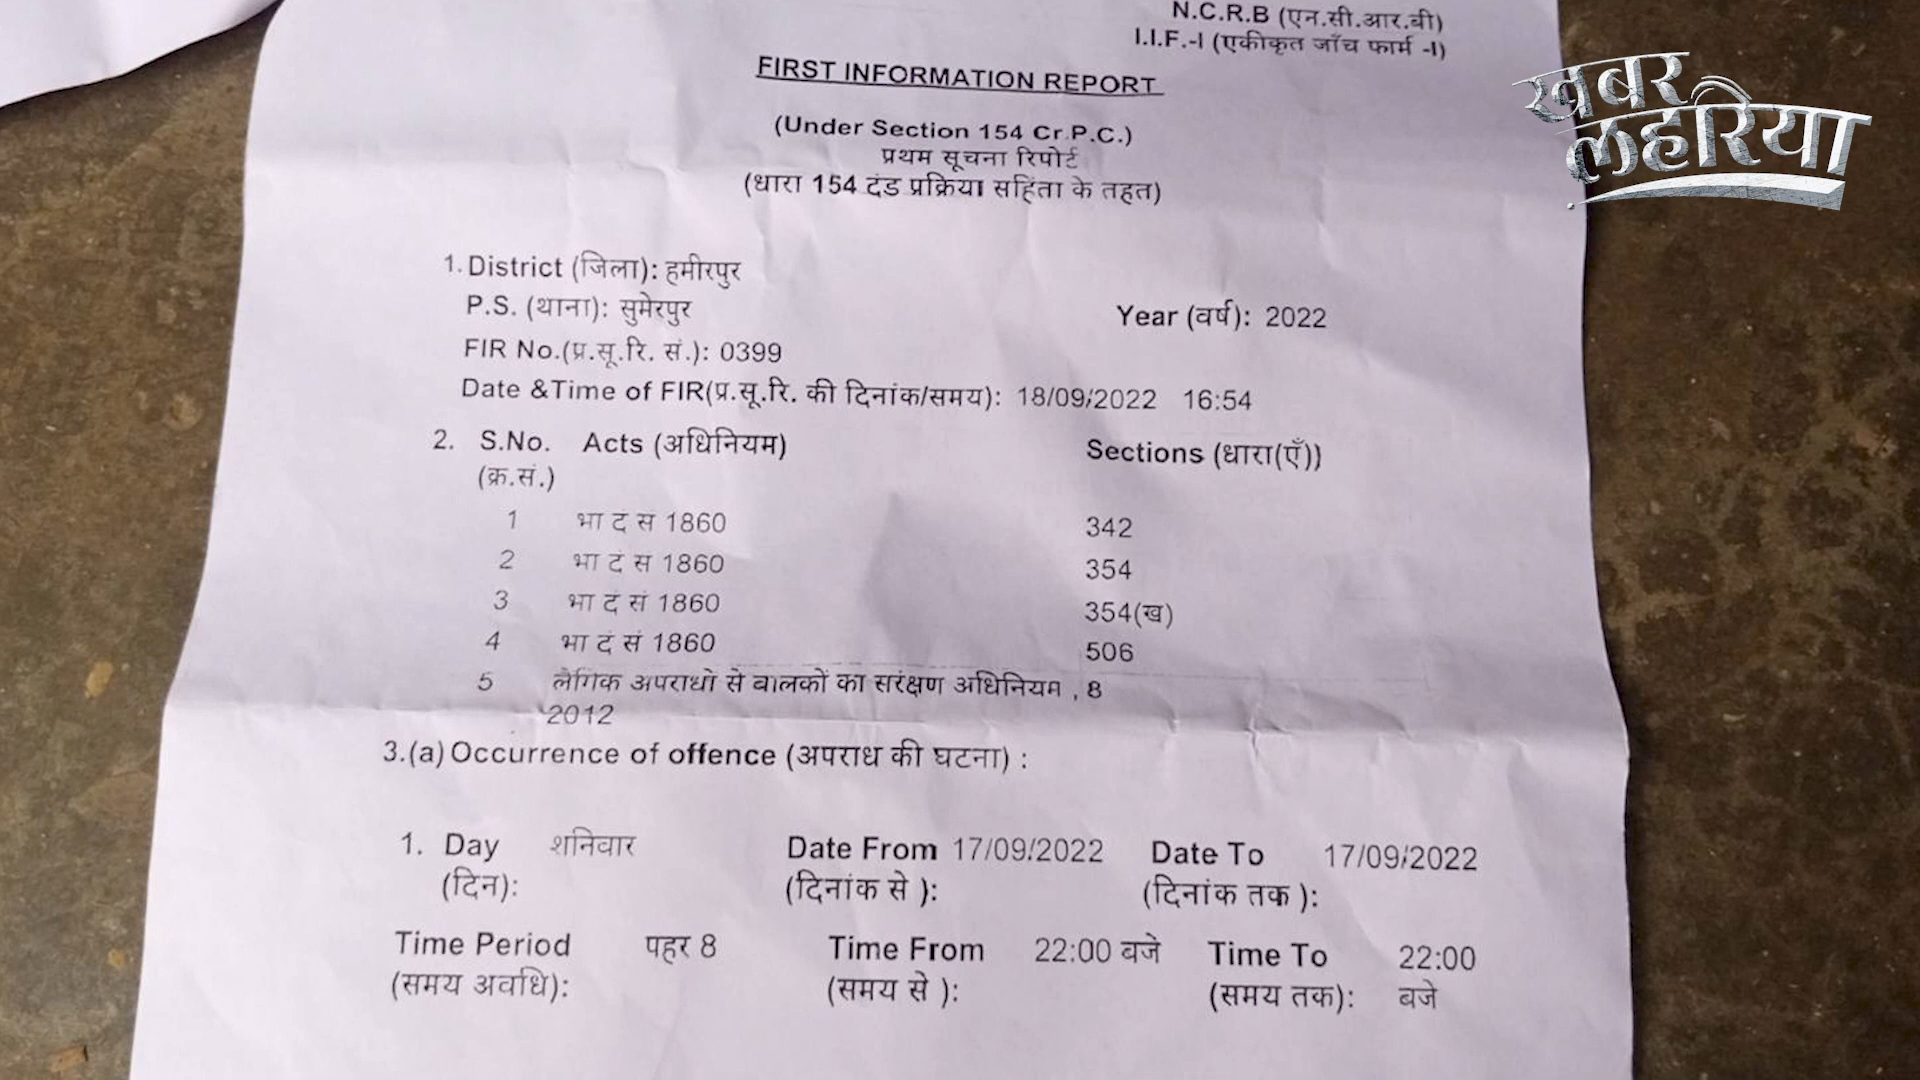 N.C.R.B (एन.सी.आर.बी)
I.I.F.-I (एकीकृत जाँच फार्म -I)
खबर
लहरिया
FIRST INFORMATION REPORT
(Under Section 154 Cr.P.C.)
प्रथम सूचना रिपोर्ट
(धारा 154 दंड प्रक्रिया संहिता के तहत)
1. District (जिला): हमीरपुर
P.S. (थाना): सुमेरपुर Year (वर्ष): 2022
FIR No.(प्र.सू.रि. सं.): 0399
Date &Time of FIR(प्र.सू.रि. की दिनांक/समय): 18/09/2022 16:54
2. S.No. Acts (अधिनियम) Sections (धारा(एँ))
(क्र.सं.)
1 भा दं सं 1860 342
2 भा दं सं 1860 354
3 भा दं सं 1860 354(ख)
4 भा दं सं 1860 506
5 लैंगिक अपराधों से बालकों का संरक्षण अधिनियम , 8
2012
3.(a) Occurrence of offence (अपराध की घटना) :
1. Day शनिवार Date From 17/09/2022 Date To 17/09/2022
(दिन): (दिनांक से ): (दिनांक तक ):
Time Period पहर 8 Time From 22:00 बजे Time To 22:00
(समय अवधि): (समय से ): (समय तक): बजे